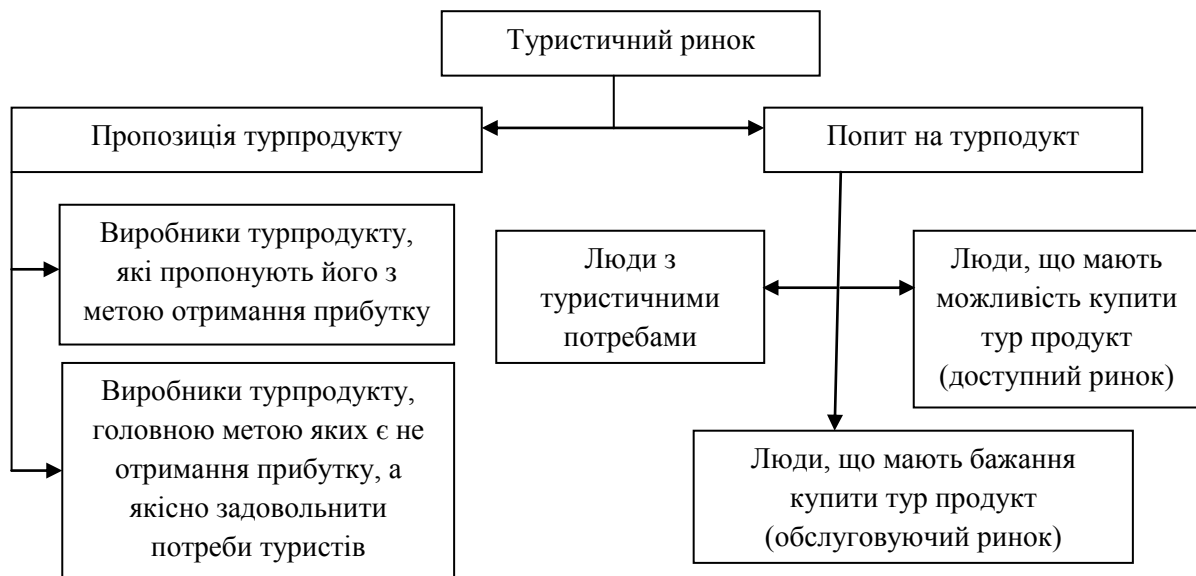 Туристичний ринок
Пропозиція турпродукту
Попит на турподукт
Виробники турпродукту,
які пропонують його з
метою отримання прибутку
Люди з
туристичними
потребами
Люди, що мають
можливість купити
тур продукт
(доступний ринок)
Виробники турпродукту,
головною метою яких є не
отримання прибутку, а
якісно задовольнити
потреби туристів
Люди, що мають бажання
купити тур продукт
(обслуговуючий ринок)